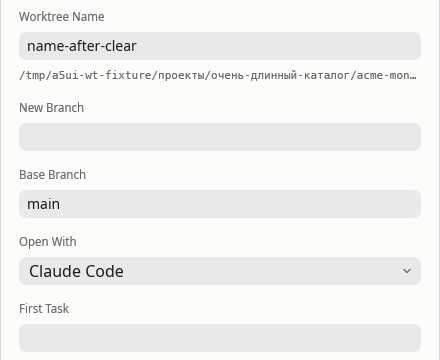 Worktree Name
name-after-clear
/tmp/a5ui-wt-fixture/проекты/очень-длинный-каталог/acme-mon…
New Branch
Base Branch
main
Open With
Claude Code
First Task